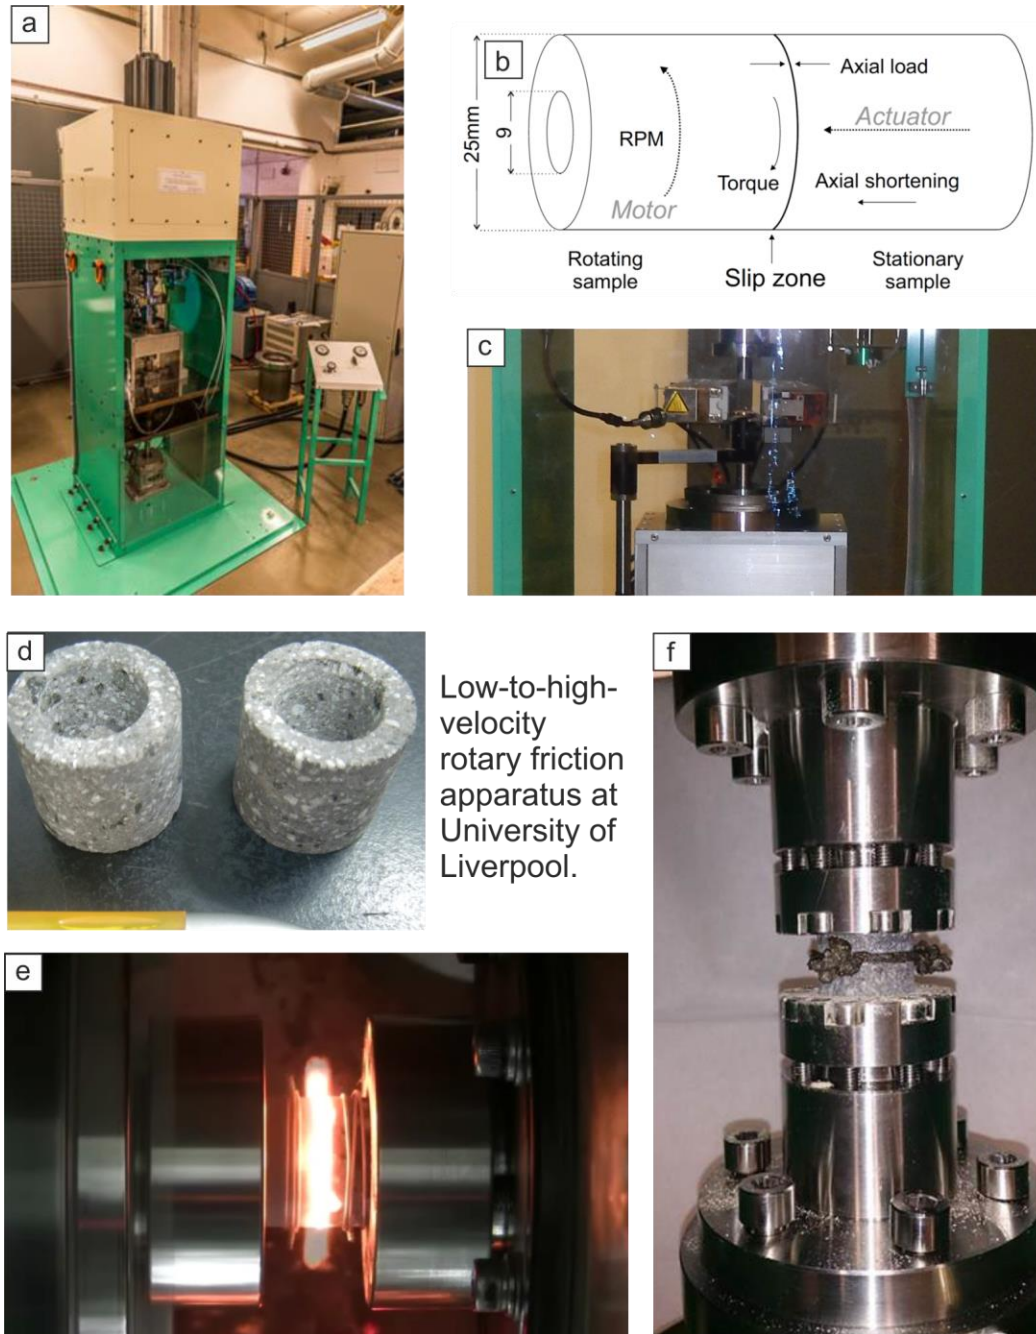 a
b
25mm
9
RPM
Motor
Torque
Axial load
Actuator
Axial shortening
Rotating
sample
Slip zone
Stationary
sample
c
d
Low-to-high-
velocity
rotary friction
apparatus at
University of
Liverpool.
e
f